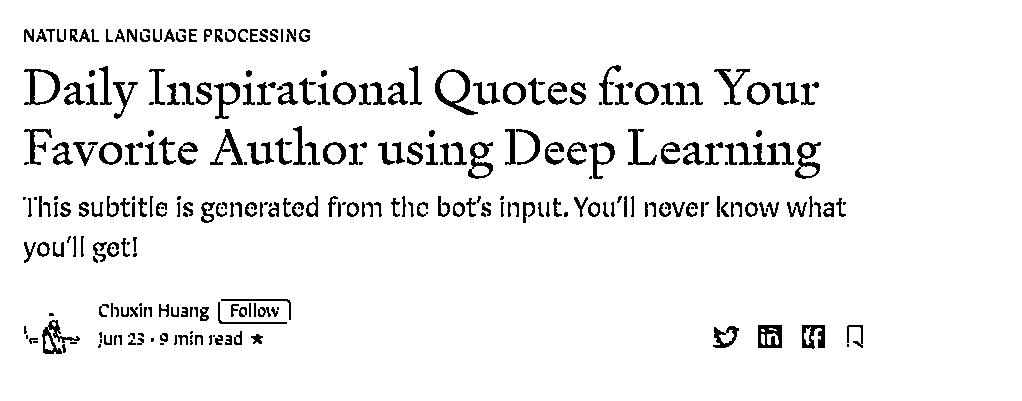 NATURAL LANGUAGE PROCESSING
Daily Inspirational Quotes from Your
Favorite Author using Deep Learning
This subtitle is generated from the bot's input. You'll never know what
you'll get!
Chuxin Huang Follow
Jun 23 · 9 min read ★